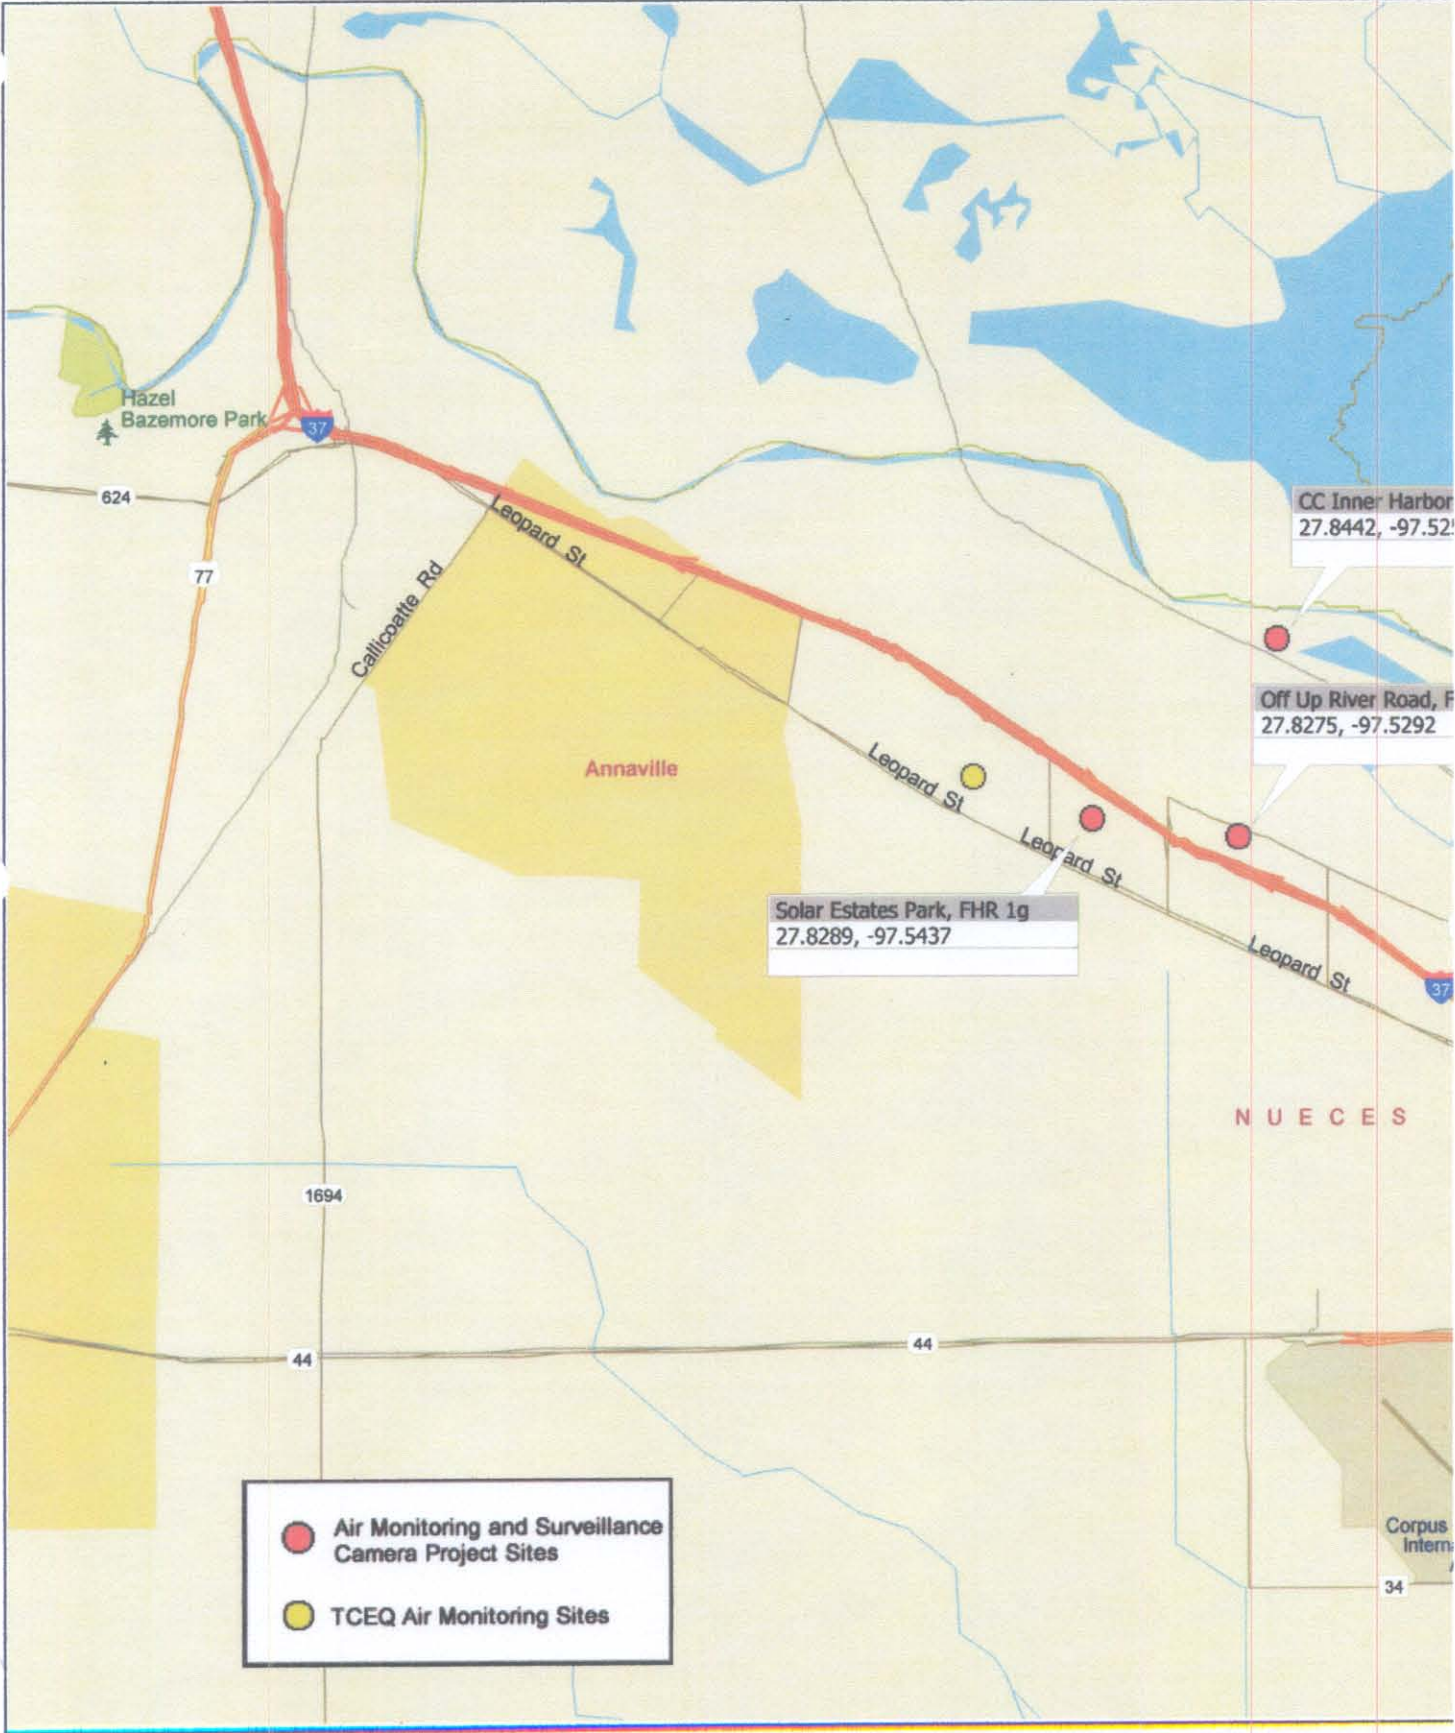 Hazel
Bazemore Park
37
624
77
Leopard St
Callicoatte Rd
CC Inner Harbor
27.8442, -97.52
Off Up River Road, F
27.8275, -97.5292
Annaville
Leopard St
Leopard St
Solar Estates Park, FHR 1g
27.8289, -97.5437
Leopard St
37
NUECES
1694
44
44
Air Monitoring and Surveillance
Camera Project Sites
TCEQ Air Monitoring Sites
Corpus
Intern
34